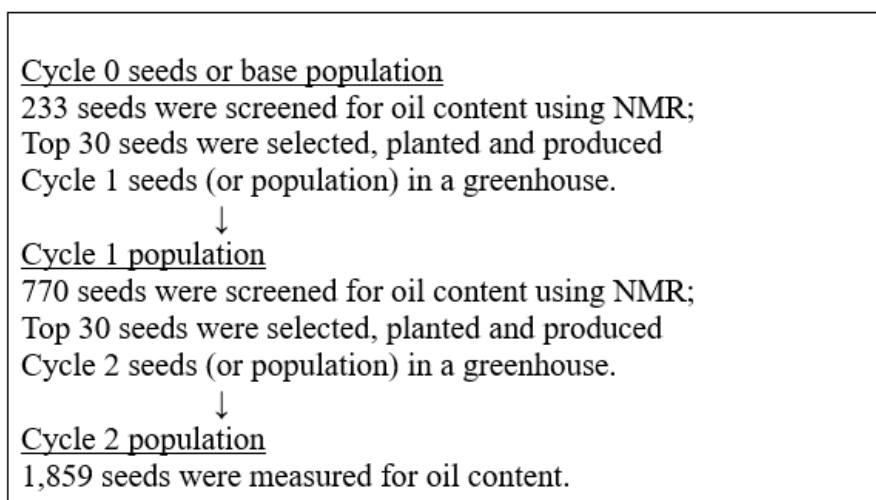 Cycle 0 seeds or base population
233 seeds were screened for oil content using NMR;
Top 30 seeds were selected, planted and produced
Cycle 1 seeds (or population) in a greenhouse.
↓
Cycle 1 population
770 seeds were screened for oil content using NMR;
Top 30 seeds were selected, planted and produced
Cycle 2 seeds (or population) in a greenhouse.
↓
Cycle 2 population
1,859 seeds were measured for oil content.